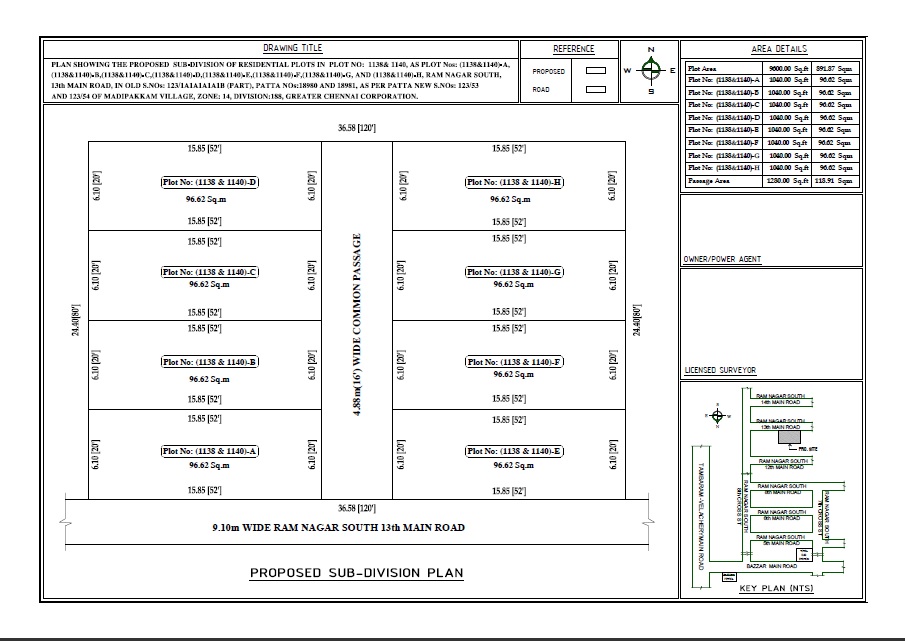 DRAWING TITLE
PLAN SHOWING THE PROPOSED SUB-DIVISION OF RESIDENTIAL PLOTS IN PLOT NO: 1138& 1140, AS PLOT Nos: (1138&1140)-A,
(1138&1140)-B,(1138&1140)-C,(1138&1140)-D,(1138&1140)-E,(1138&1140)-F,(1138&1140)-G, AND (1138&1140)-H, RAM NAGAR SOUTH,
13th MAIN ROAD, IN OLD S.NOs: 123/1A1A1A1B (PART), PATTA NOs:18980 AND 18981, AS PER PATTA NEW S.NOs: 123/53
AND 123/54 OF MADIPAKKAM VILLAGE, ZONE: 14, DIVISION:188, GREATER CHENNAI CORPORATION.
REFERENCE
PROPOSED
ROAD
N
W E
S
AREA DETAILS
Plot Area 9600.00 Sq.ft 891.87 Sqm
Plot No: (1138&1140)-A 1040.00 Sq.ft 96.62 Sqm
Plot No: (1138&1140)-B 1040.00 Sq.ft 96.62 Sqm
Plot No: (1138&1140)-C 1040.00 Sq.ft 96.62 Sqm
Plot No: (1138&1140)-D 1040.00 Sq.ft 96.62 Sqm
Plot No: (1138&1140)-E 1040.00 Sq.ft 96.62 Sqm
Plot No: (1138&1140)-F 1040.00 Sq.ft 96.62 Sqm
Plot No: (1138&1140)-G 1040.00 Sq.ft 96.62 Sqm
Plot No: (1138&1140)-H 1040.00 Sq.ft 96.62 Sqm
Passage Area 1280.00 Sq.ft 118.91 Sqm
OWNER/POWER AGENT
LICENSED SURVEYOR
36.58 [120']
15.85 [52']
6.10 [20']
Plot No: (1138 & 1140)-D
96.62 Sq.m
6.10 [20']
15.85 [52']
15.85 [52']
6.10 [20']
Plot No: (1138 & 1140)-H
96.62 Sq.m
6.10 [20']
15.85 [52']
15.85 [52']
6.10 [20']
Plot No: (1138 & 1140)-C
96.62 Sq.m
6.10 [20']
15.85 [52']
15.85 [52']
6.10 [20']
Plot No: (1138 & 1140)-G
96.62 Sq.m
6.10 [20']
15.85 [52']
24.40[80']
4.88m(16') WIDE COMMON PASSAGE
24.40[80']
15.85 [52']
6.10 [20']
Plot No: (1138 & 1140)-B
96.62 Sq.m
6.10 [20']
15.85 [52']
15.85 [52']
6.10 [20']
Plot No: (1138 & 1140)-F
96.62 Sq.m
6.10 [20']
15.85 [52']
15.85 [52']
6.10 [20']
Plot No: (1138 & 1140)-A
96.62 Sq.m
6.10 [20']
15.85 [52']
15.85 [52']
6.10 [20']
Plot No: (1138 & 1140)-E
96.62 Sq.m
6.10 [20']
15.85 [52']
36.58 [120']
9.10m WIDE RAM NAGAR SOUTH 13th MAIN ROAD
PROPOSED SUB-DIVISION PLAN
RAM NAGAR SOUTH
14th MAIN ROAD
RAM NAGAR SOUTH
13th MAIN ROAD
PRO. SITE
RAM NAGAR SOUTH
12th MAIN ROAD
TAMBARAM -VELACHERY MAIN ROAD
RAM NAGAR SOUTH
RAM NAGAR SOUTH
RAM NAGAR SOUTH
RAM NAGAR SOUTH
RAM NAGAR SOUTH
BAZZAR MAIN ROAD
KEY PLAN (NTS)